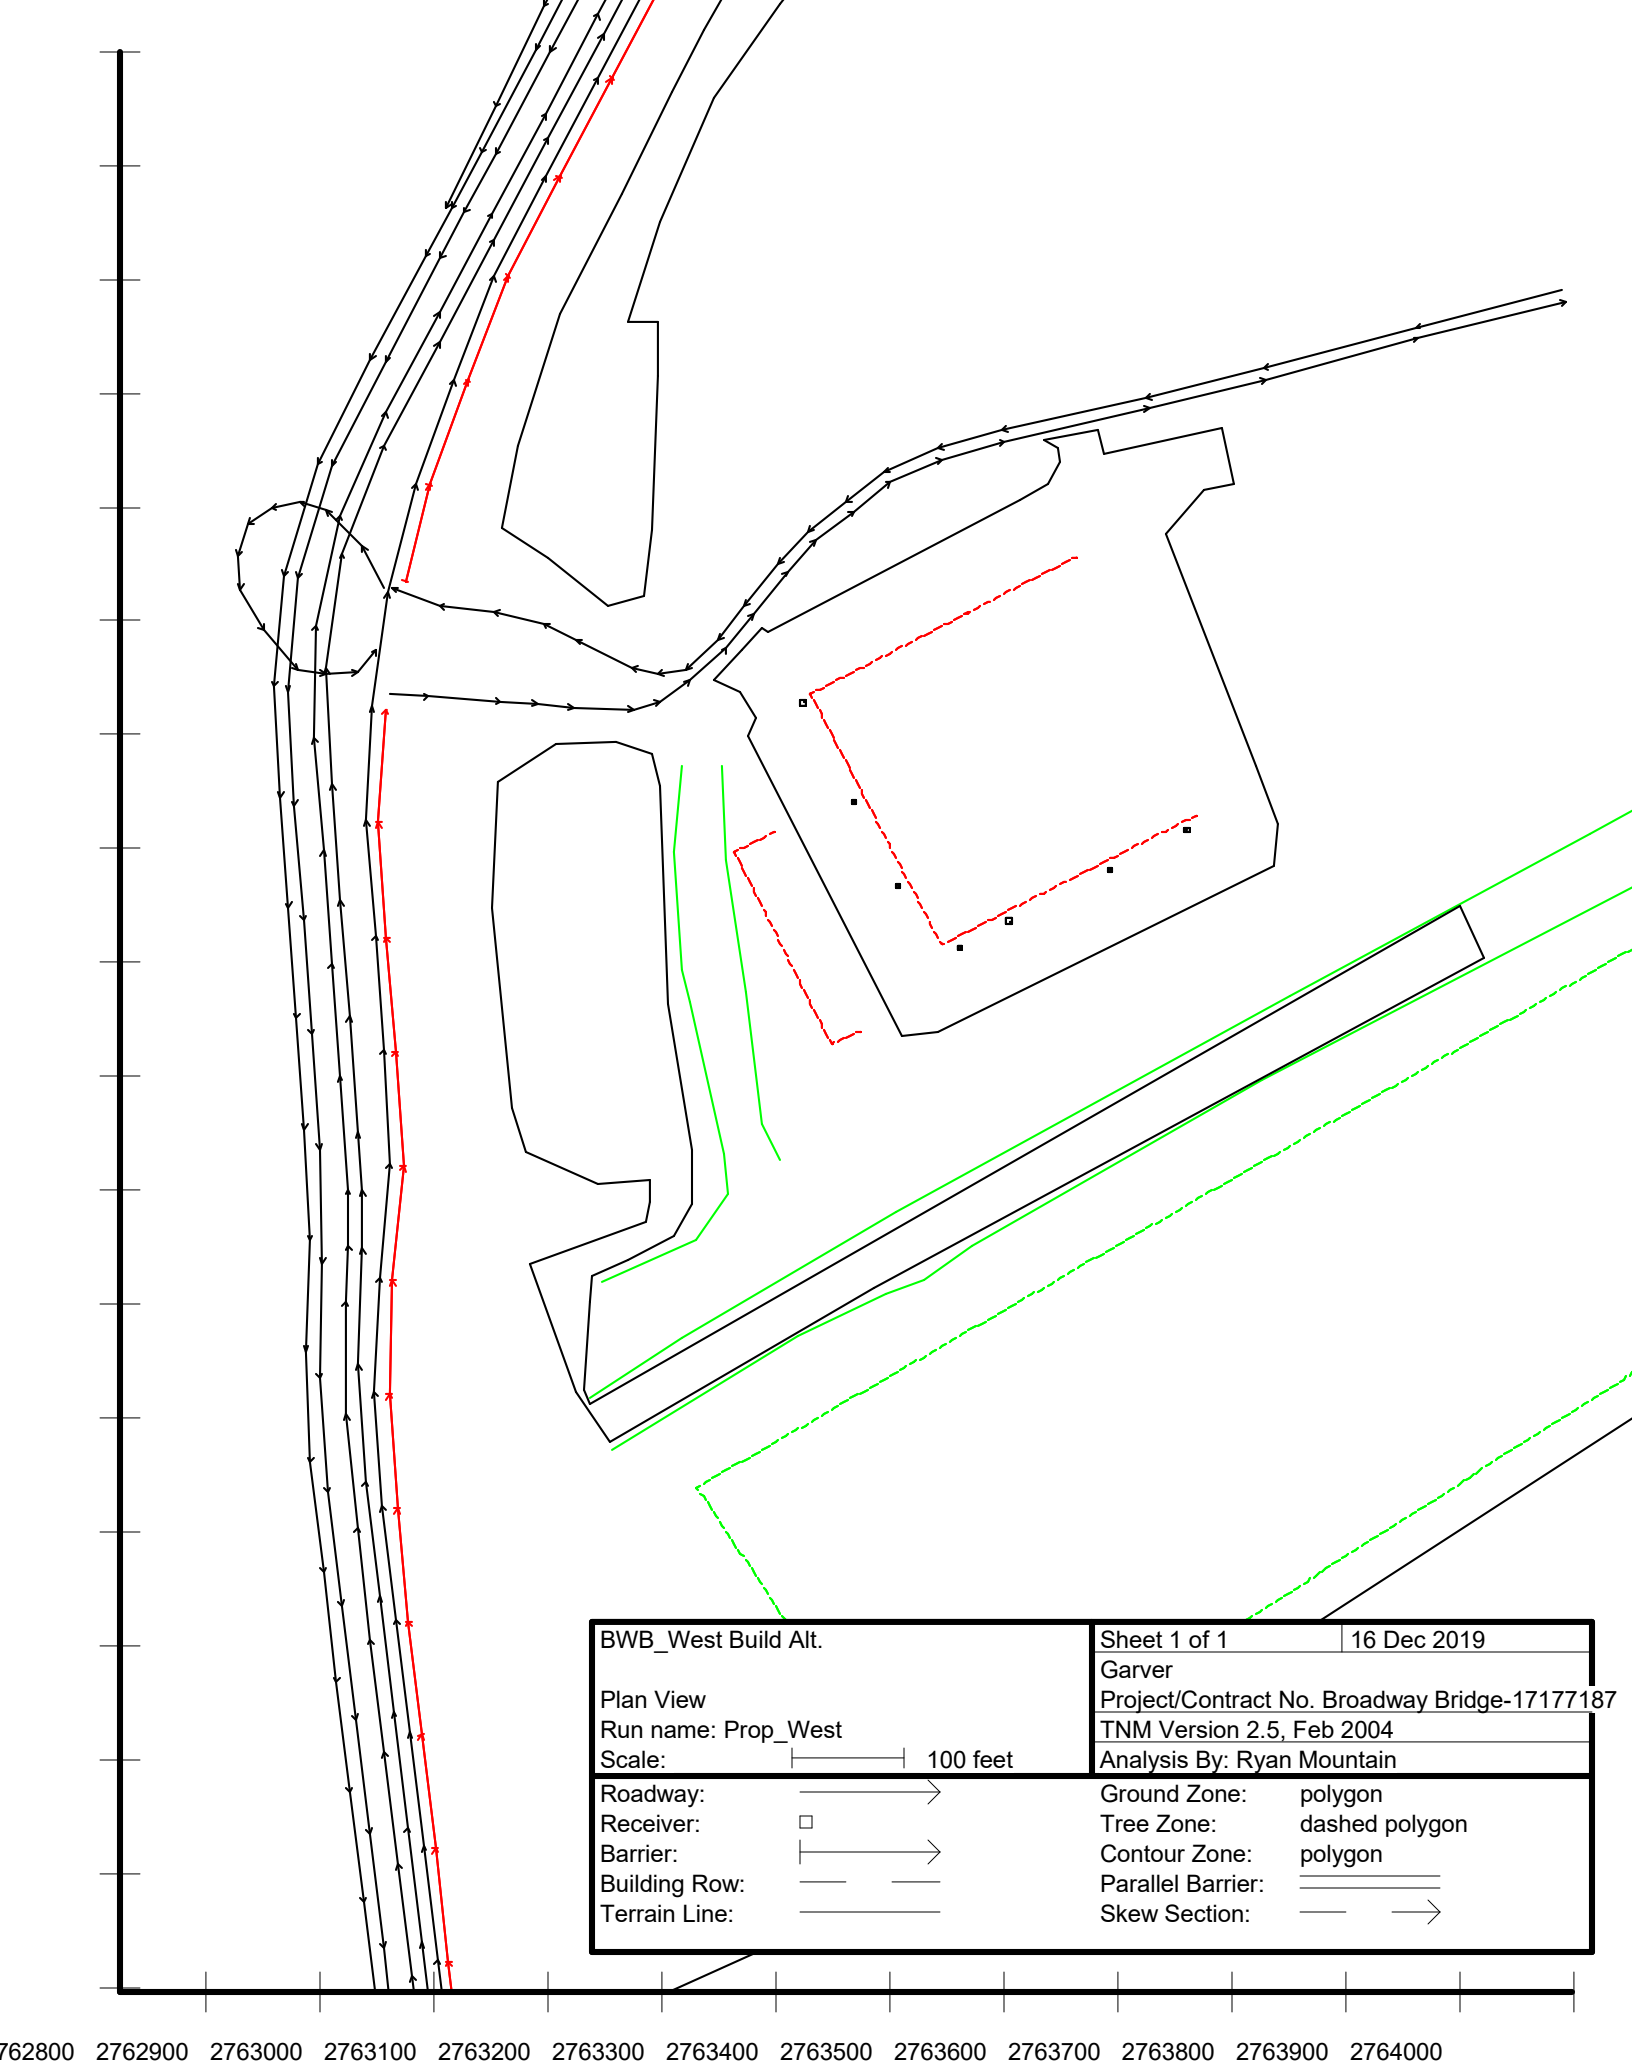 BWB_West Build Alt.
Sheet 1 of 1
16 Dec 2019
Garver
Plan View
Project/Contract No. Broadway Bridge-17177187
Run name: Prop_West
TNM Version 2.5, Feb 2004
Scale:
100 feet
Analysis By: Ryan Mountain
Roadway:
Ground Zone:
polygon
Receiver:
Tree Zone:
dashed polygon
Barrier:
Contour Zone:
polygon
Building Row:
Parallel Barrier:
Terrain Line:
Skew Section:
762800 2762900 2763000 2763100 2763200 2763300 2763400 2763500 2763600 2763700 2763800 2763900 2764000